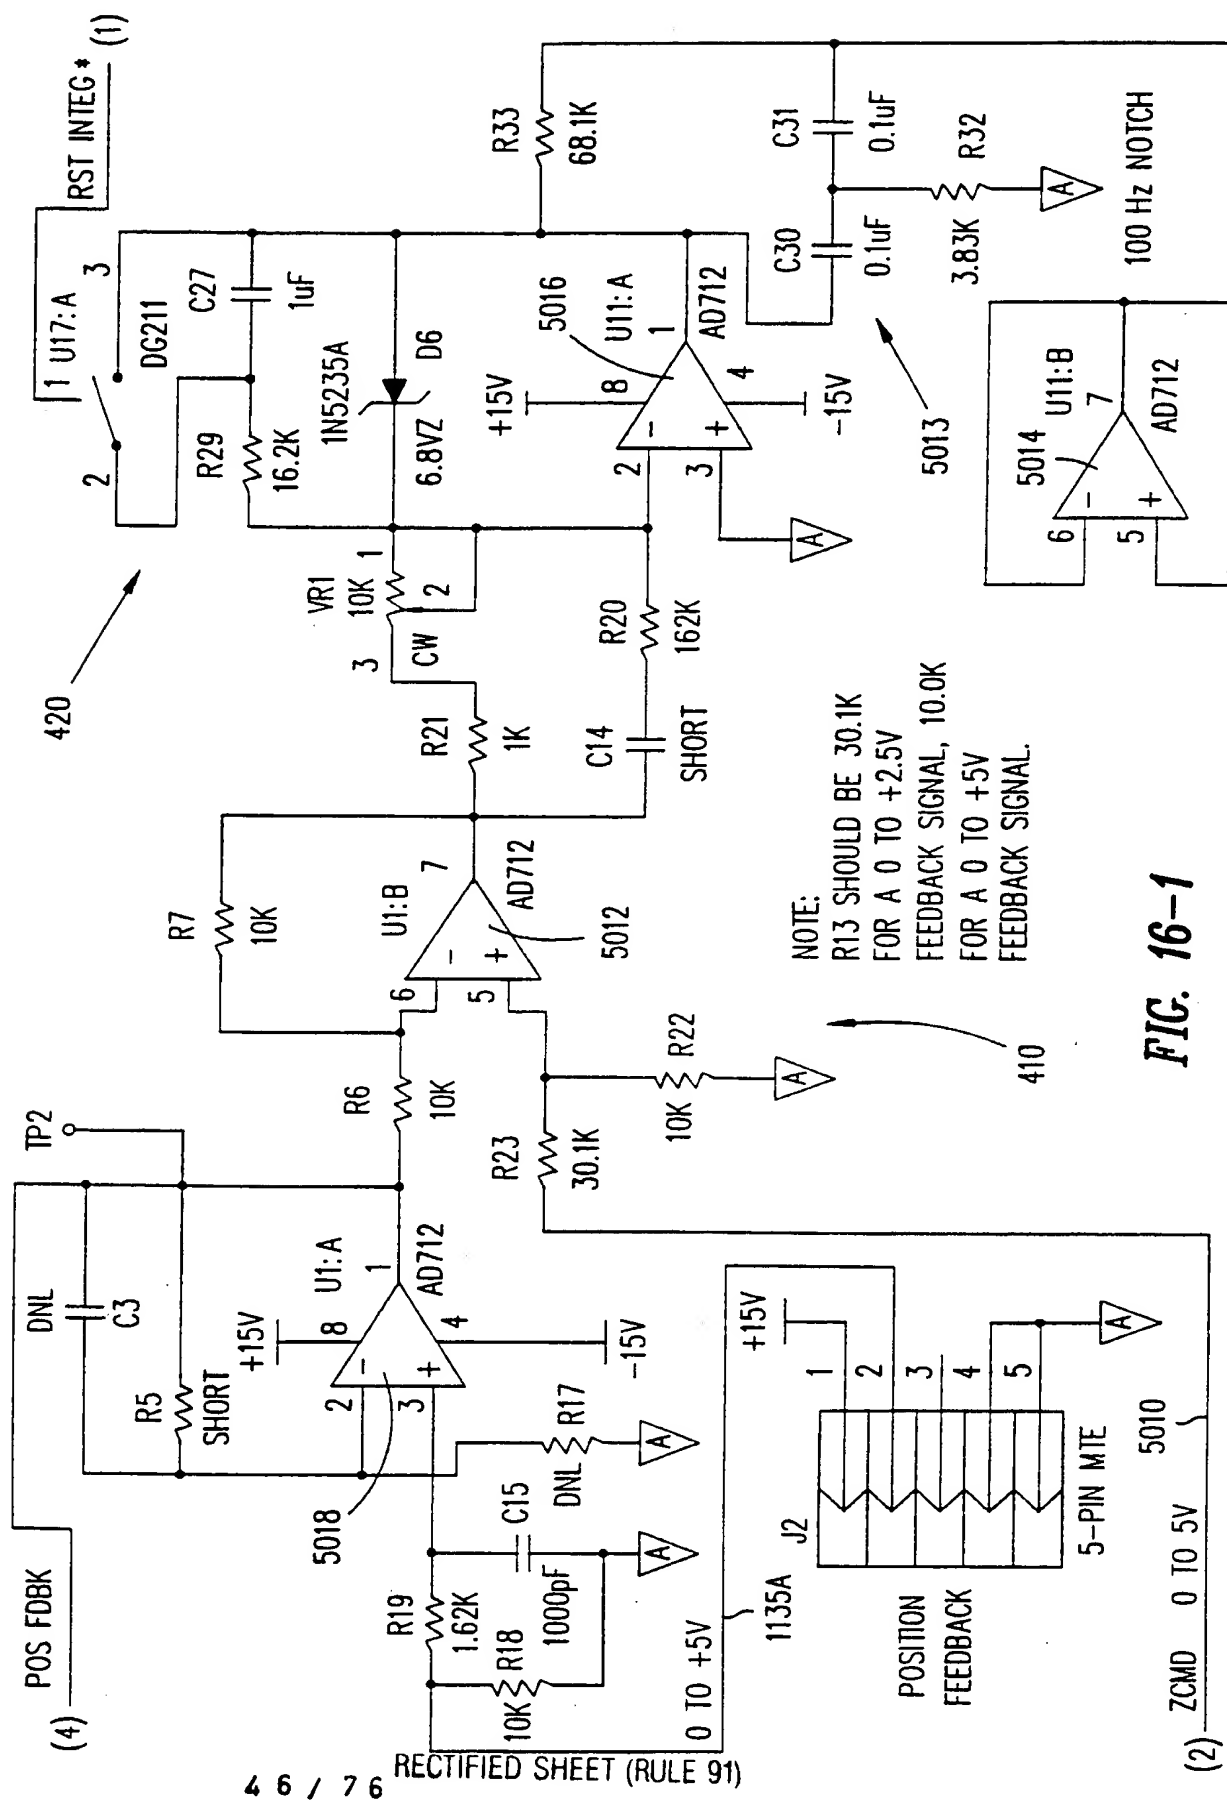 POS FDBK
(4)
TP2
DNL
C3
R5
SHORT
+15V
U1:A
8
2
1
3
4
AD712
-15V
5018
R17
DNL
A
R19
1.62K
C15
1000pF
R18
10K
A
0 TO +5V
1135A
R6
10K
R7
10K
U1:B
6
7
5
AD712
5012
R23
30.1K
R22
10K
A
410
R21
1K
C14
SHORT
R20
162K
VR1
10K
3
1
2
CW
420
RST INTEG*
(1)
1
U17:A
2
3
DG211
R29
16.2K
C27
1uF
1N5235A
D6
6.8VZ
5016
+15V
U11:A
8
2
1
3
4
AD712
-15V
A
R33
68.1K
C30
0.1uF
C31
0.1uF
R32
3.83K
A
100 Hz NOTCH
5013
5014
U11:B
6
7
5
AD712
NOTE:
R13 SHOULD BE 30.1K
FOR A 0 TO +2.5V
FEEDBACK SIGNAL, 10.0K
FOR A 0 TO +5V
FEEDBACK SIGNAL.
POSITION
FEEDBACK
J2
+15V
1
2
3
4
5
A
5-PIN MTE
5010
(2)
ZCMD 0 TO 5V
FIG. 16-1
RECTIFIED SHEET (RULE 91)
46/76